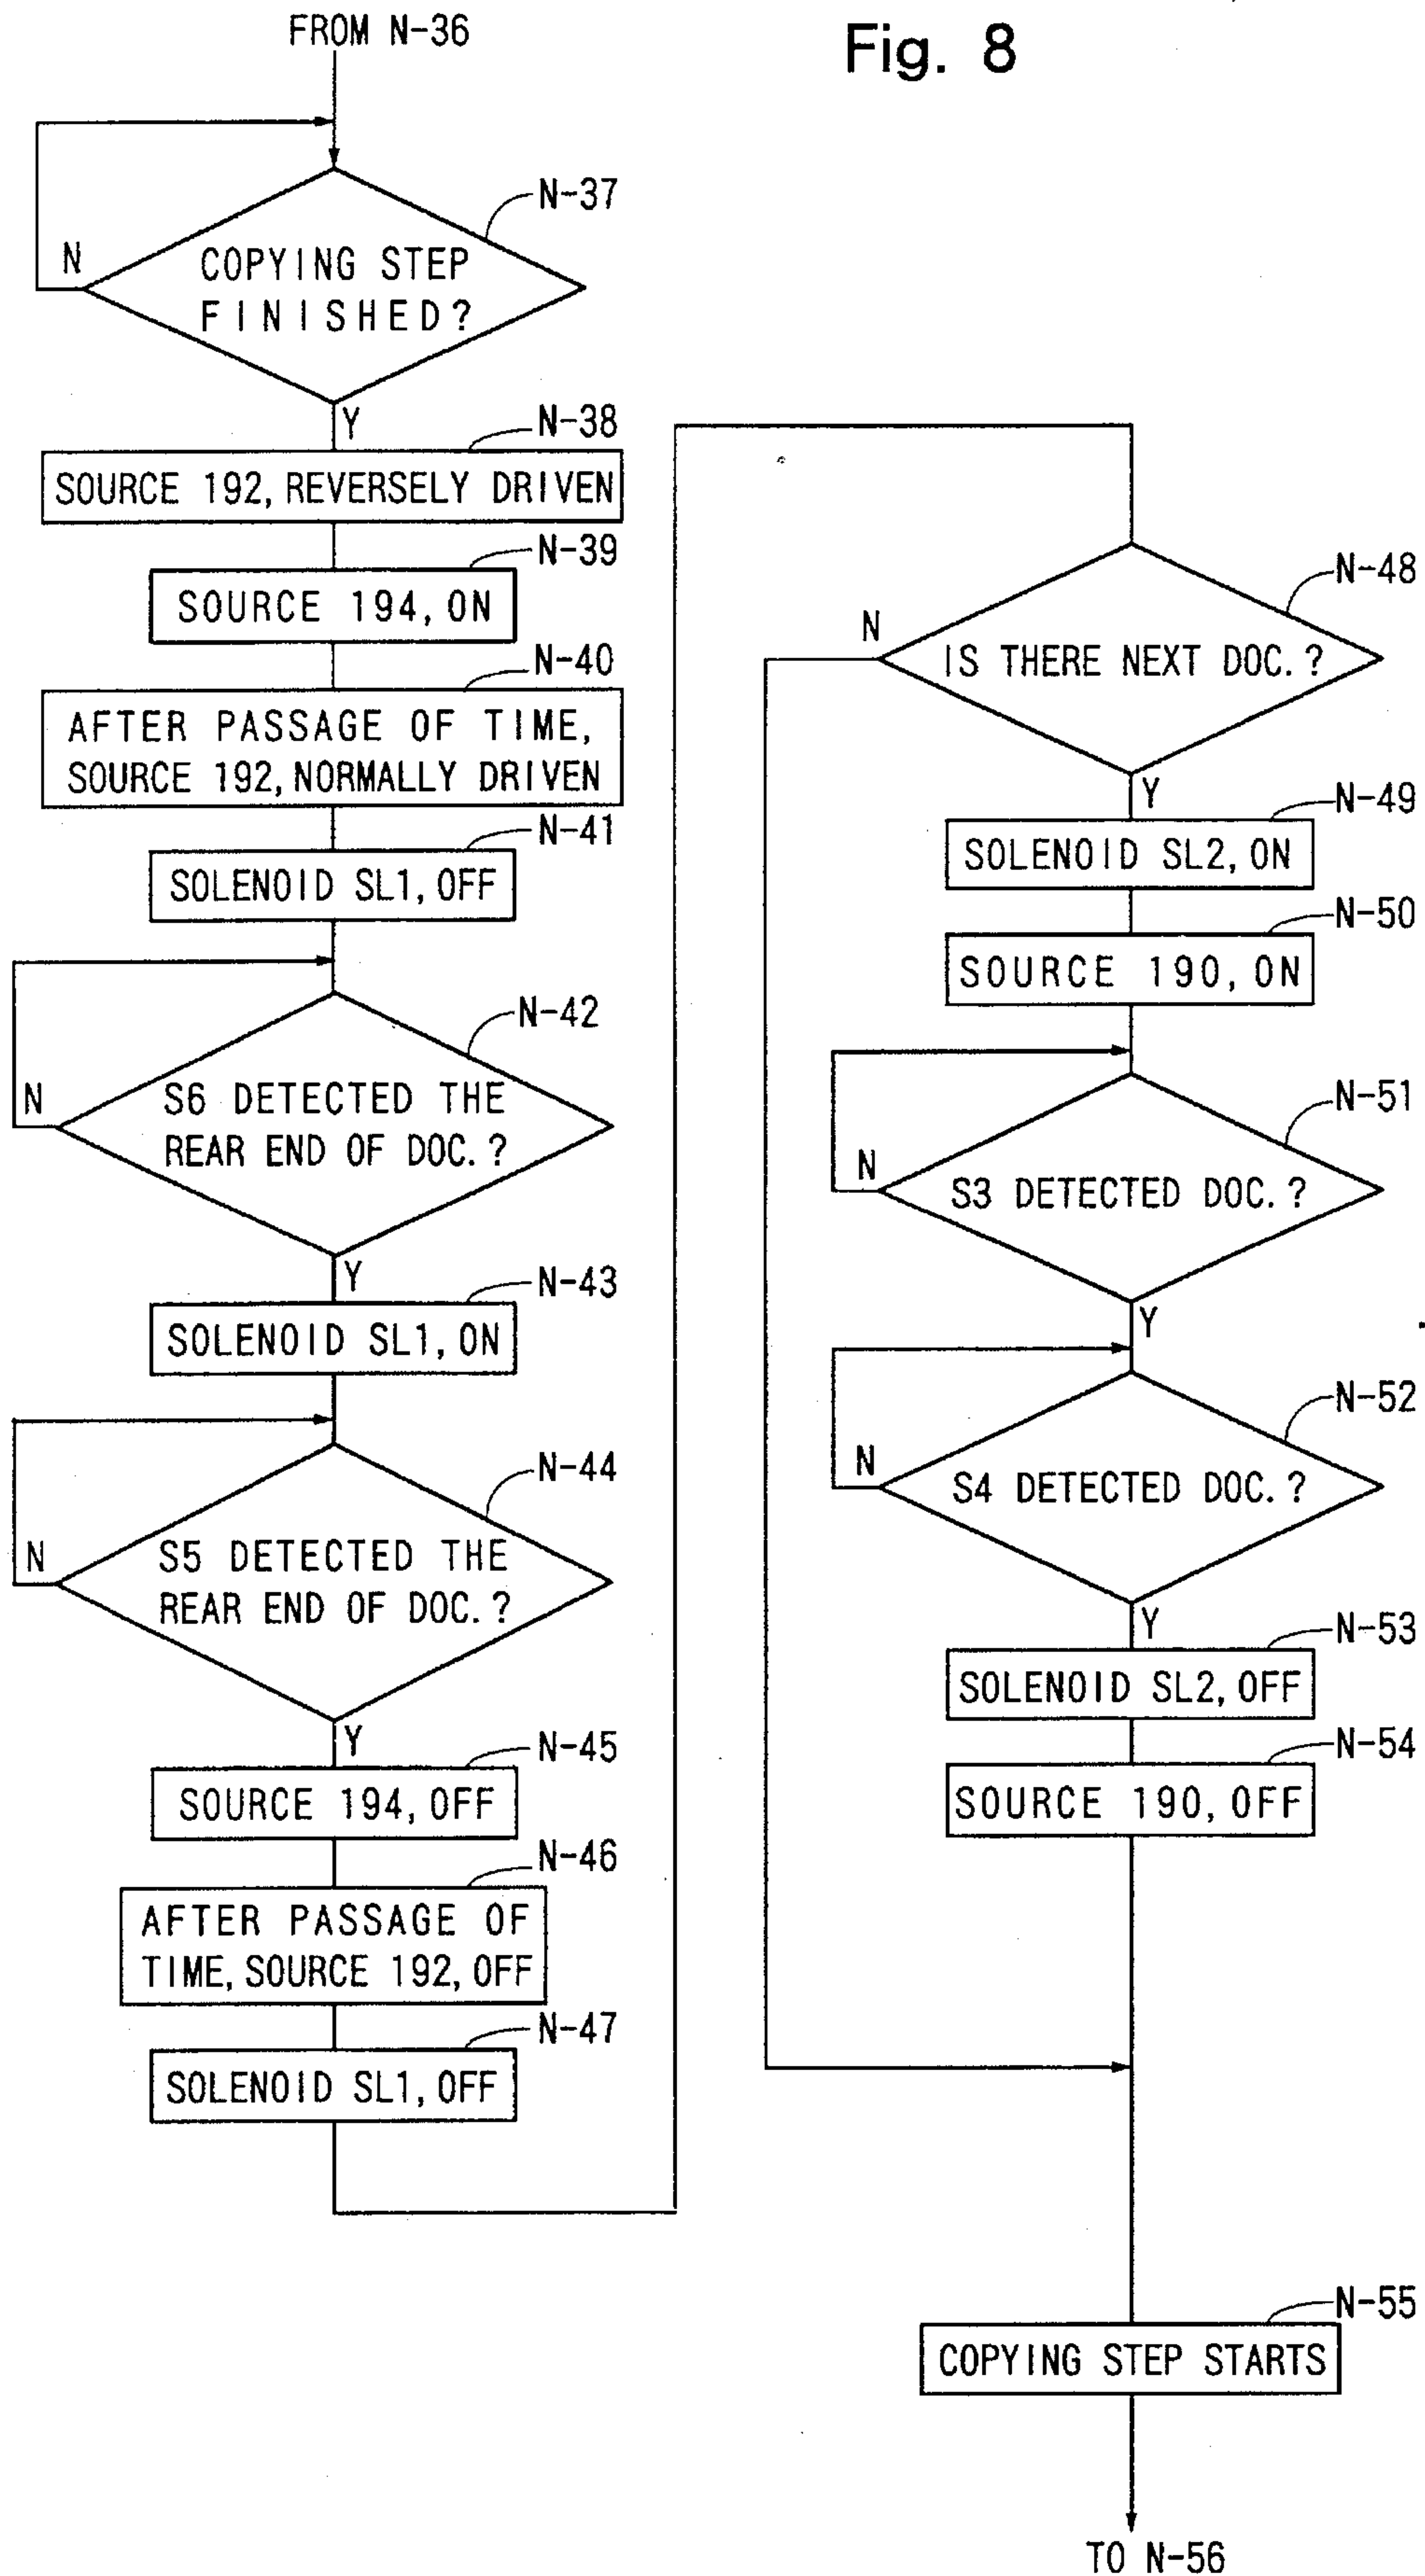 Fig. 8
FROM N-36
N-37
COPYING STEP
FINISHED?
N
Y
N-38
SOURCE 192, REVERSELY DRIVEN
N-39
SOURCE 194, ON
N-40
AFTER PASSAGE OF TIME,
SOURCE 192, NORMALLY DRIVEN
N-41
SOLENOID SL1, OFF
N-42
S6 DETECTED THE
REAR END OF DOC.?
N
Y
N-43
SOLENOID SL1, ON
N-44
S5 DETECTED THE
REAR END OF DOC.?
N
Y
N-45
SOURCE 194, OFF
N-46
AFTER PASSAGE OF
TIME, SOURCE 192, OFF
N-47
SOLENOID SL1, OFF
N-48
IS THERE NEXT DOC.?
N
Y
N-49
SOLENOID SL2, ON
N-50
SOURCE 190, ON
N-51
S3 DETECTED DOC.?
N
Y
N-52
S4 DETECTED DOC.?
N
Y
N-53
SOLENOID SL2, OFF
N-54
SOURCE 190, OFF
N-55
COPYING STEP STARTS
TO N-56